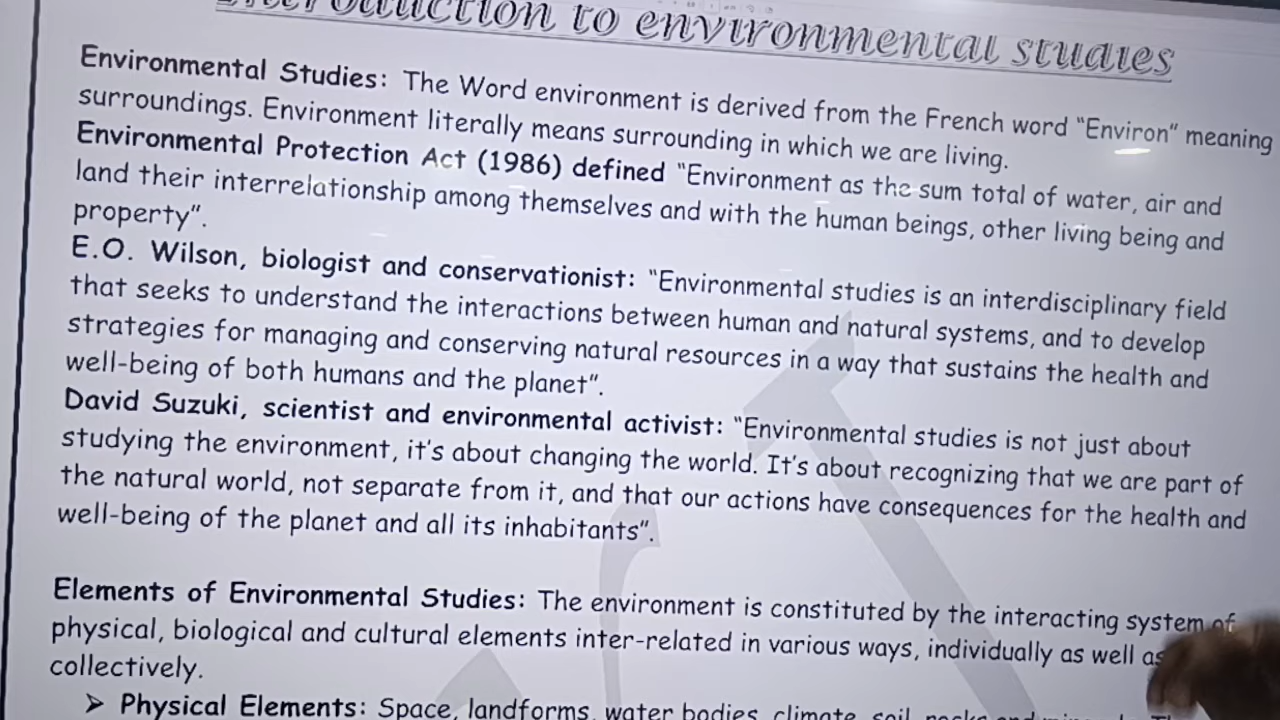 Introduction to environmental studies
Environmental Studies: The Word environment is derived from the French word “Environ” meaning
surroundings. Environment literally means surrounding in which we are living.
Environmental Protection Act (1986) defined “Environment as the sum total of water, air and
land their interrelationship among themselves and with the human beings, other living being and
property”.
E.O. Wilson, biologist and conservationist: “Environmental studies is an interdisciplinary field
that seeks to understand the interactions between human and natural systems, and to develop
strategies for managing and conserving natural resources in a way that sustains the health and
well-being of both humans and the planet”.
David Suzuki, scientist and environmental activist: “Environmental studies is not just about
studying the environment, it's about changing the world. It's about recognizing that we are part of
the natural world, not separate from it, and that our actions have consequences for the health and
well-being of the planet and all its inhabitants”.
Elements of Environmental Studies: The environment is constituted by the interacting system of
physical, biological and cultural elements inter-related in various ways, individually as well as
collectively.
➢ Physical Elements: Space, landforms, water bodies, climate, soil, rocks and